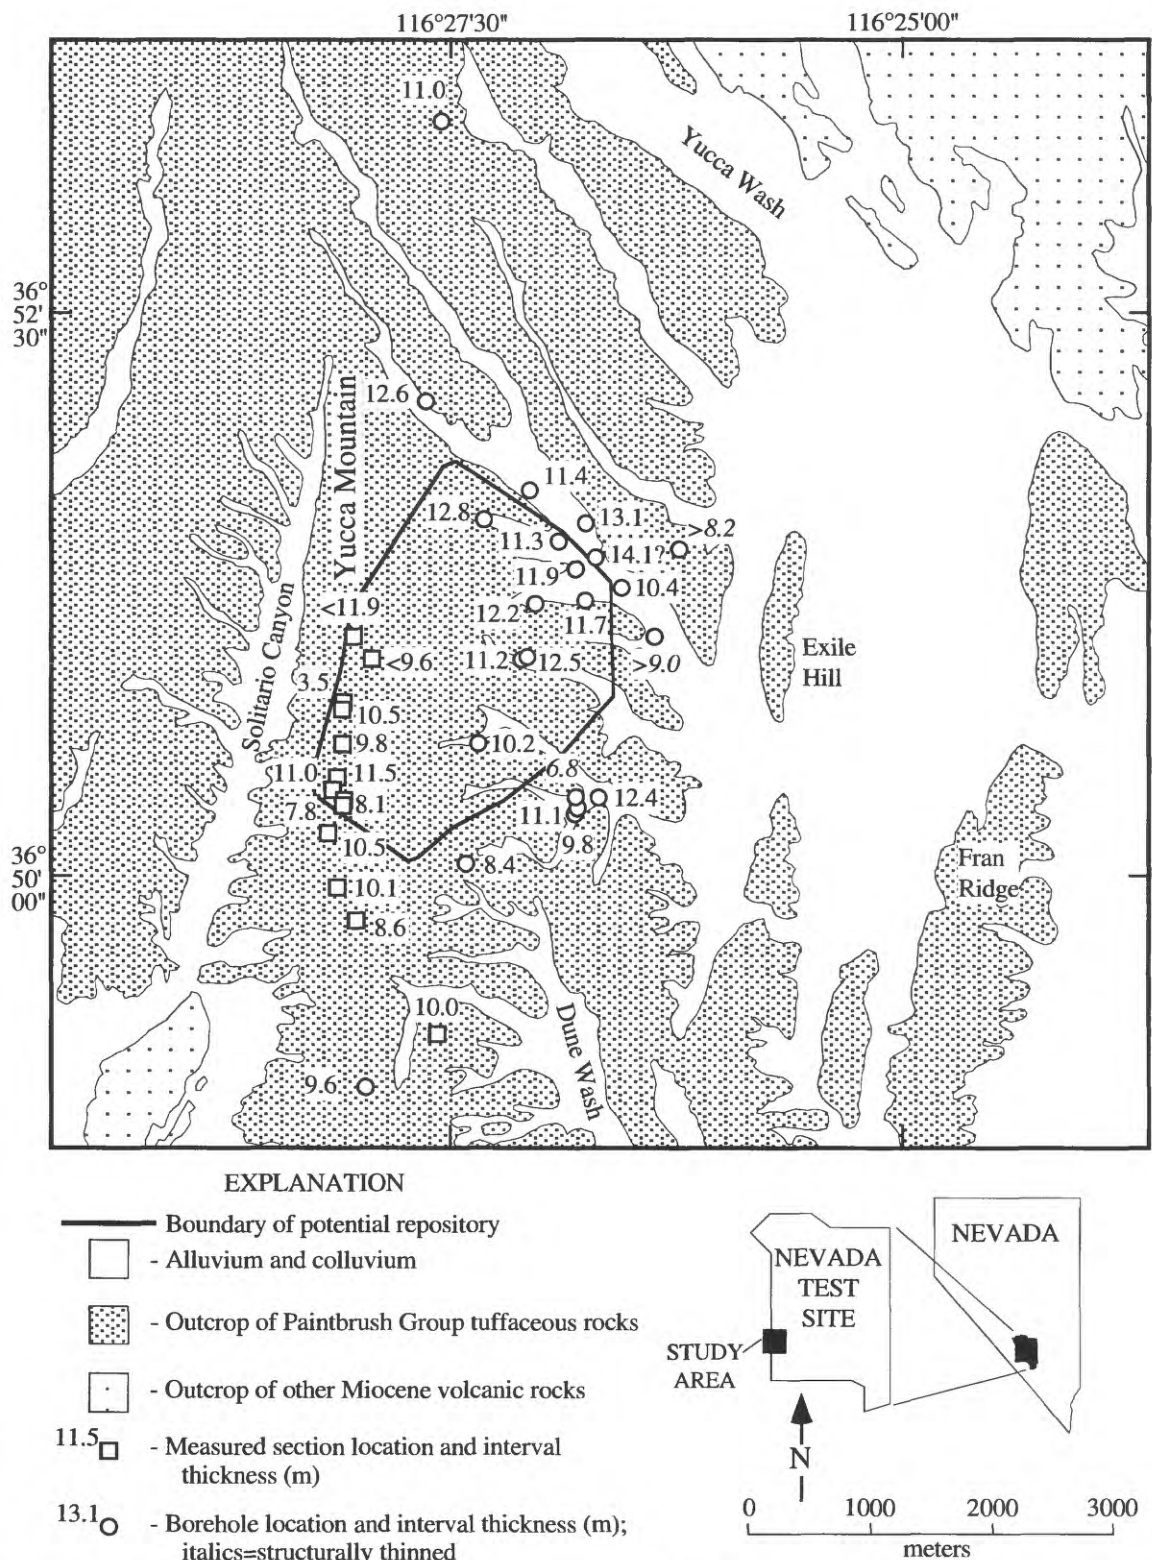 116°27'30"
116°25'00"
11.0
Yucca Wash
36°
52'
30"
12.6
Yucca Mountain
11.4
12.8
13.1
>8.2
11.3
14.1?
11.9
10.4
12.2
11.7
<11.9
Solitario Canyon
<9.6
11.2
12.5
>9.0
Exile
Hill
3.5
10.5
9.8
10.2
6.8
11.0
11.5
12.4
7.8
8.1
11.1
10.5
9.8
36°
50'
00"
8.4
Fran
Ridge
10.1
8.6
10.0
Dune Wash
9.6
EXPLANATION
Boundary of potential repository
- Alluvium and colluvium
- Outcrop of Paintbrush Group tuffaceous rocks
- Outcrop of other Miocene volcanic rocks
11.5 - Measured section location and interval
thickness (m)
13.1 - Borehole location and interval thickness (m);
italics=structurally thinned
NEVADA
TEST
SITE
NEVADA
STUDY
AREA
N
0 1000 2000 3000
meters